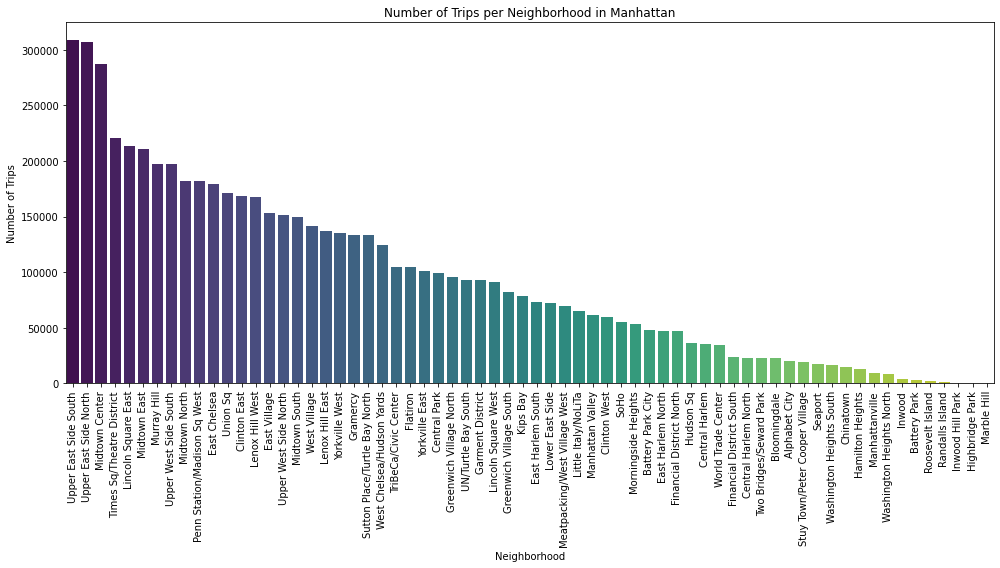 Number of Trips per Neighborhood in Manhattan
Number of Trips
300000
250000
200000
150000
100000
50000
0
Upper East Side South
Upper East Side North
Midtown Center
Times Sq/Theatre District
Lincoln Square East
Midtown East
Murray Hill
Upper West Side South
Midtown North
Penn Station/Madison Sq West
East Chelsea
Union Sq
Clinton East
Lenox Hill West
East Village
Upper West Side North
Midtown South
West Village
Lenox Hill East
Yorkville West
Gramercy
Sutton Place/Turtle Bay North
West Chelsea/Hudson Yards
TriBeCa/Civic Center
Flatiron
Yorkville East
Central Park
Greenwich Village North
UN/Turtle Bay South
Garment District
Lincoln Square West
Greenwich Village South
Kips Bay
East Harlem South
Lower East Side
Meatpacking/West Village West
Little Italy/NoLiTa
Manhattan Valley
Clinton West
SoHo
Morningside Heights
Battery Park City
East Harlem North
Financial District North
Hudson Sq
Central Harlem
World Trade Center
Financial District South
Central Harlem North
Two Bridges/Seward Park
Bloomingdale
Alphabet City
Stuy Town/Peter Cooper Village
Seaport
Washington Heights South
Chinatown
Hamilton Heights
Manhattanville
Washington Heights North
Inwood
Battery Park
Roosevelt Island
Randalls Island
Inwood Hill Park
Highbridge Park
Marble Hill
Neighborhood